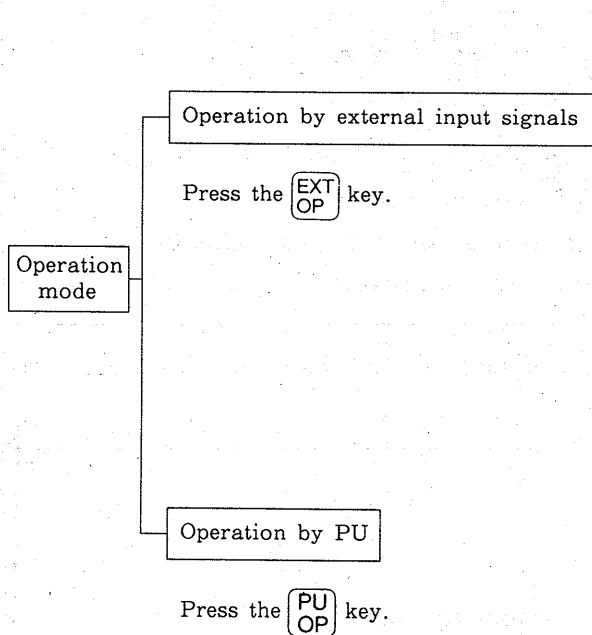 Operation by external input signals
Press the EXT OP key.
Operation
mode
Operation by PU
Press the PU OP key.